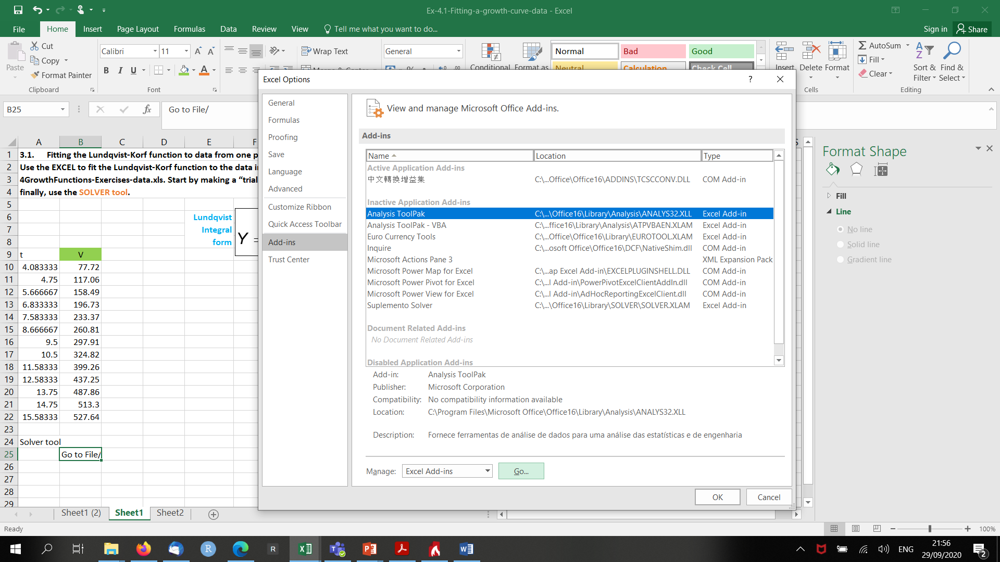 Ex-4.1-Fitting-a-growth-curve-data - Excel
File Home Insert Page Layout Formulas Data Review View Tell me what you want to do... Sign in Share
Paste
Cut
Copy
Format Painter
Clipboard
Calibri 11
B I U
Font
Wrap Text
General
Conditional Format as
Normal Bad Good
Neutral Calculation Check Cell
Insert Delete Format
Cells
AutoSum
Fill
Clear
Sort & Filter
Find & Select
Editing
B25 fx Go to File/
A B C D E F S
1 3.1. Fitting the Lundqvist-Korf function to data from one p
2 Use the EXCEL to fit the Lundqvist-Korf function to the data i
3 4GrowthFunctions-Exercises-data.xls. Start by making a “trial
4 finally, use the SOLVER tool.
5
6 Lundqvist
7 Integral
8 form
Y =
9 t V
10 4.083333 77.72
11 4.75 117.06
12 5.666667 158.49
13 6.833333 196.73
14 7.583333 233.37
15 8.666667 260.81
16 9.5 297.91
17 10.5 324.82
18 11.58333 399.26
19 12.58333 437.25
20 13.75 487.86
21 14.75 513.3
22 15.58333 527.64
23
24 Solver tool
25 Go to File/
26
27
28
29
Sheet1 (2) Sheet1 Sheet2
Ready
100%
Excel Options
?
General
Formulas
Proofing
Save
Language
Advanced
Customize Ribbon
Quick Access Toolbar
Add-ins
Trust Center
View and manage Microsoft Office Add-ins.
Add-ins
Name Location Type
Active Application Add-ins
中文轉換增益集 C:\...Office\Office16\ADDINS\TCSCCONV.DLL COM Add-in
Inactive Application Add-ins
Analysis ToolPak C:\...\Office16\Library\Analysis\ANALYS32.XLL Excel Add-in
Analysis ToolPak - VBA C:\...ffice16\Library\Analysis\ATPVBAEN.XLAM Excel Add-in
Euro Currency Tools C:\...Office\Office16\Library\EUROTOOL.XLAM Excel Add-in
Inquire C:\...osoft Office\Office16\DCF\NativeShim.dll COM Add-in
Microsoft Actions Pane 3 XML Expansion Pack
Microsoft Power Map for Excel C:\...ap Excel Add-in\EXCELPLUGINSHELL.DLL COM Add-in
Microsoft Power Pivot for Excel C:\...l Add-in\PowerPivotExcelClientAddIn.dll COM Add-in
Microsoft Power View for Excel C:\...l Add-in\AdHocReportingExcelClient.dll COM Add-in
Suplemento Solver C:\...\Office16\Library\SOLVER\SOLVER.XLAM Excel Add-in
Document Related Add-ins
No Document Related Add-ins
Disabled Application Add-ins
Add-in: Analysis ToolPak
Publisher: Microsoft Corporation
Compatibility: No compatibility information available
Location: C:\Program Files\Microsoft Office\Office16\Library\Analysis\ANALYS32.XLL
Description: Fornece ferramentas de análise de dados para uma análise das estatísticas e de engenharia
Manage: Excel Add-ins Go...
OK Cancel
Format Shape
Fill
Line
No line
Solid line
Gradient line
ENG
21:56
29/09/2020
2